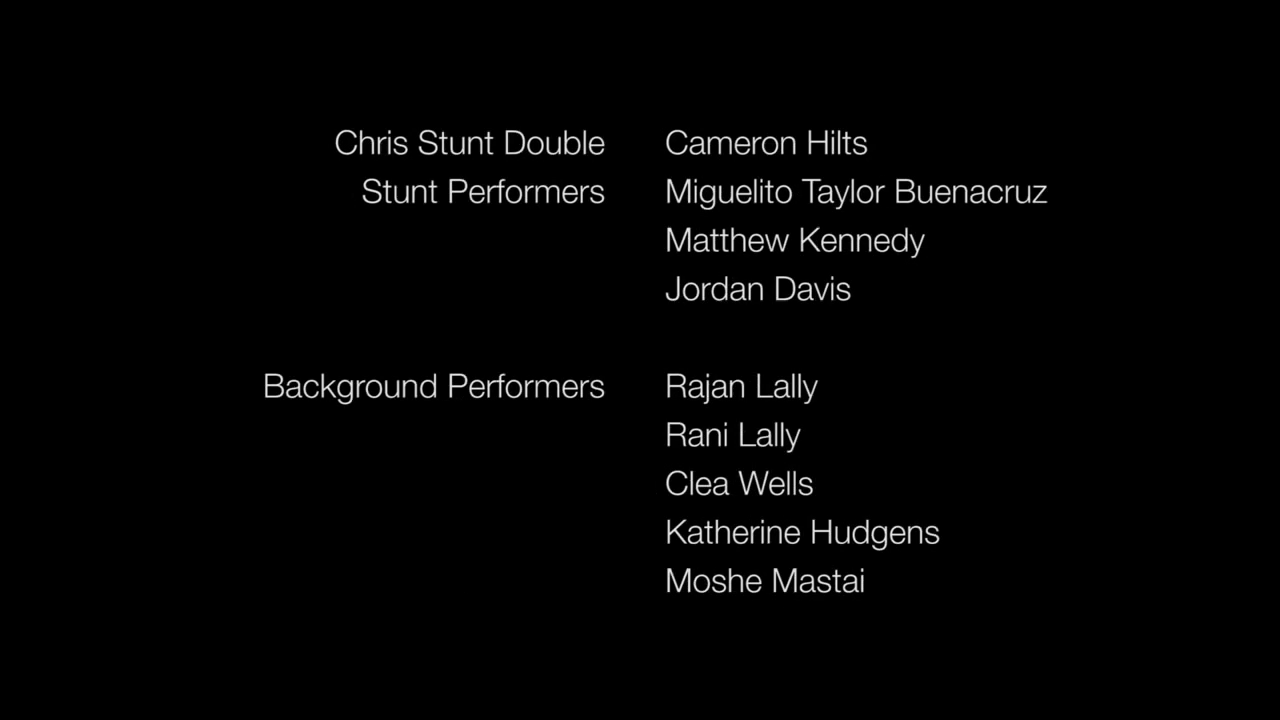 Chris Stunt Double Cameron Hilts
Stunt Performers Miguelito Taylor Buenacruz
Matthew Kennedy
Jordan Davis
Background Performers Rajan Lally
Rani Lally
Clea Wells
Katherine Hudgens
Moshe Mastai